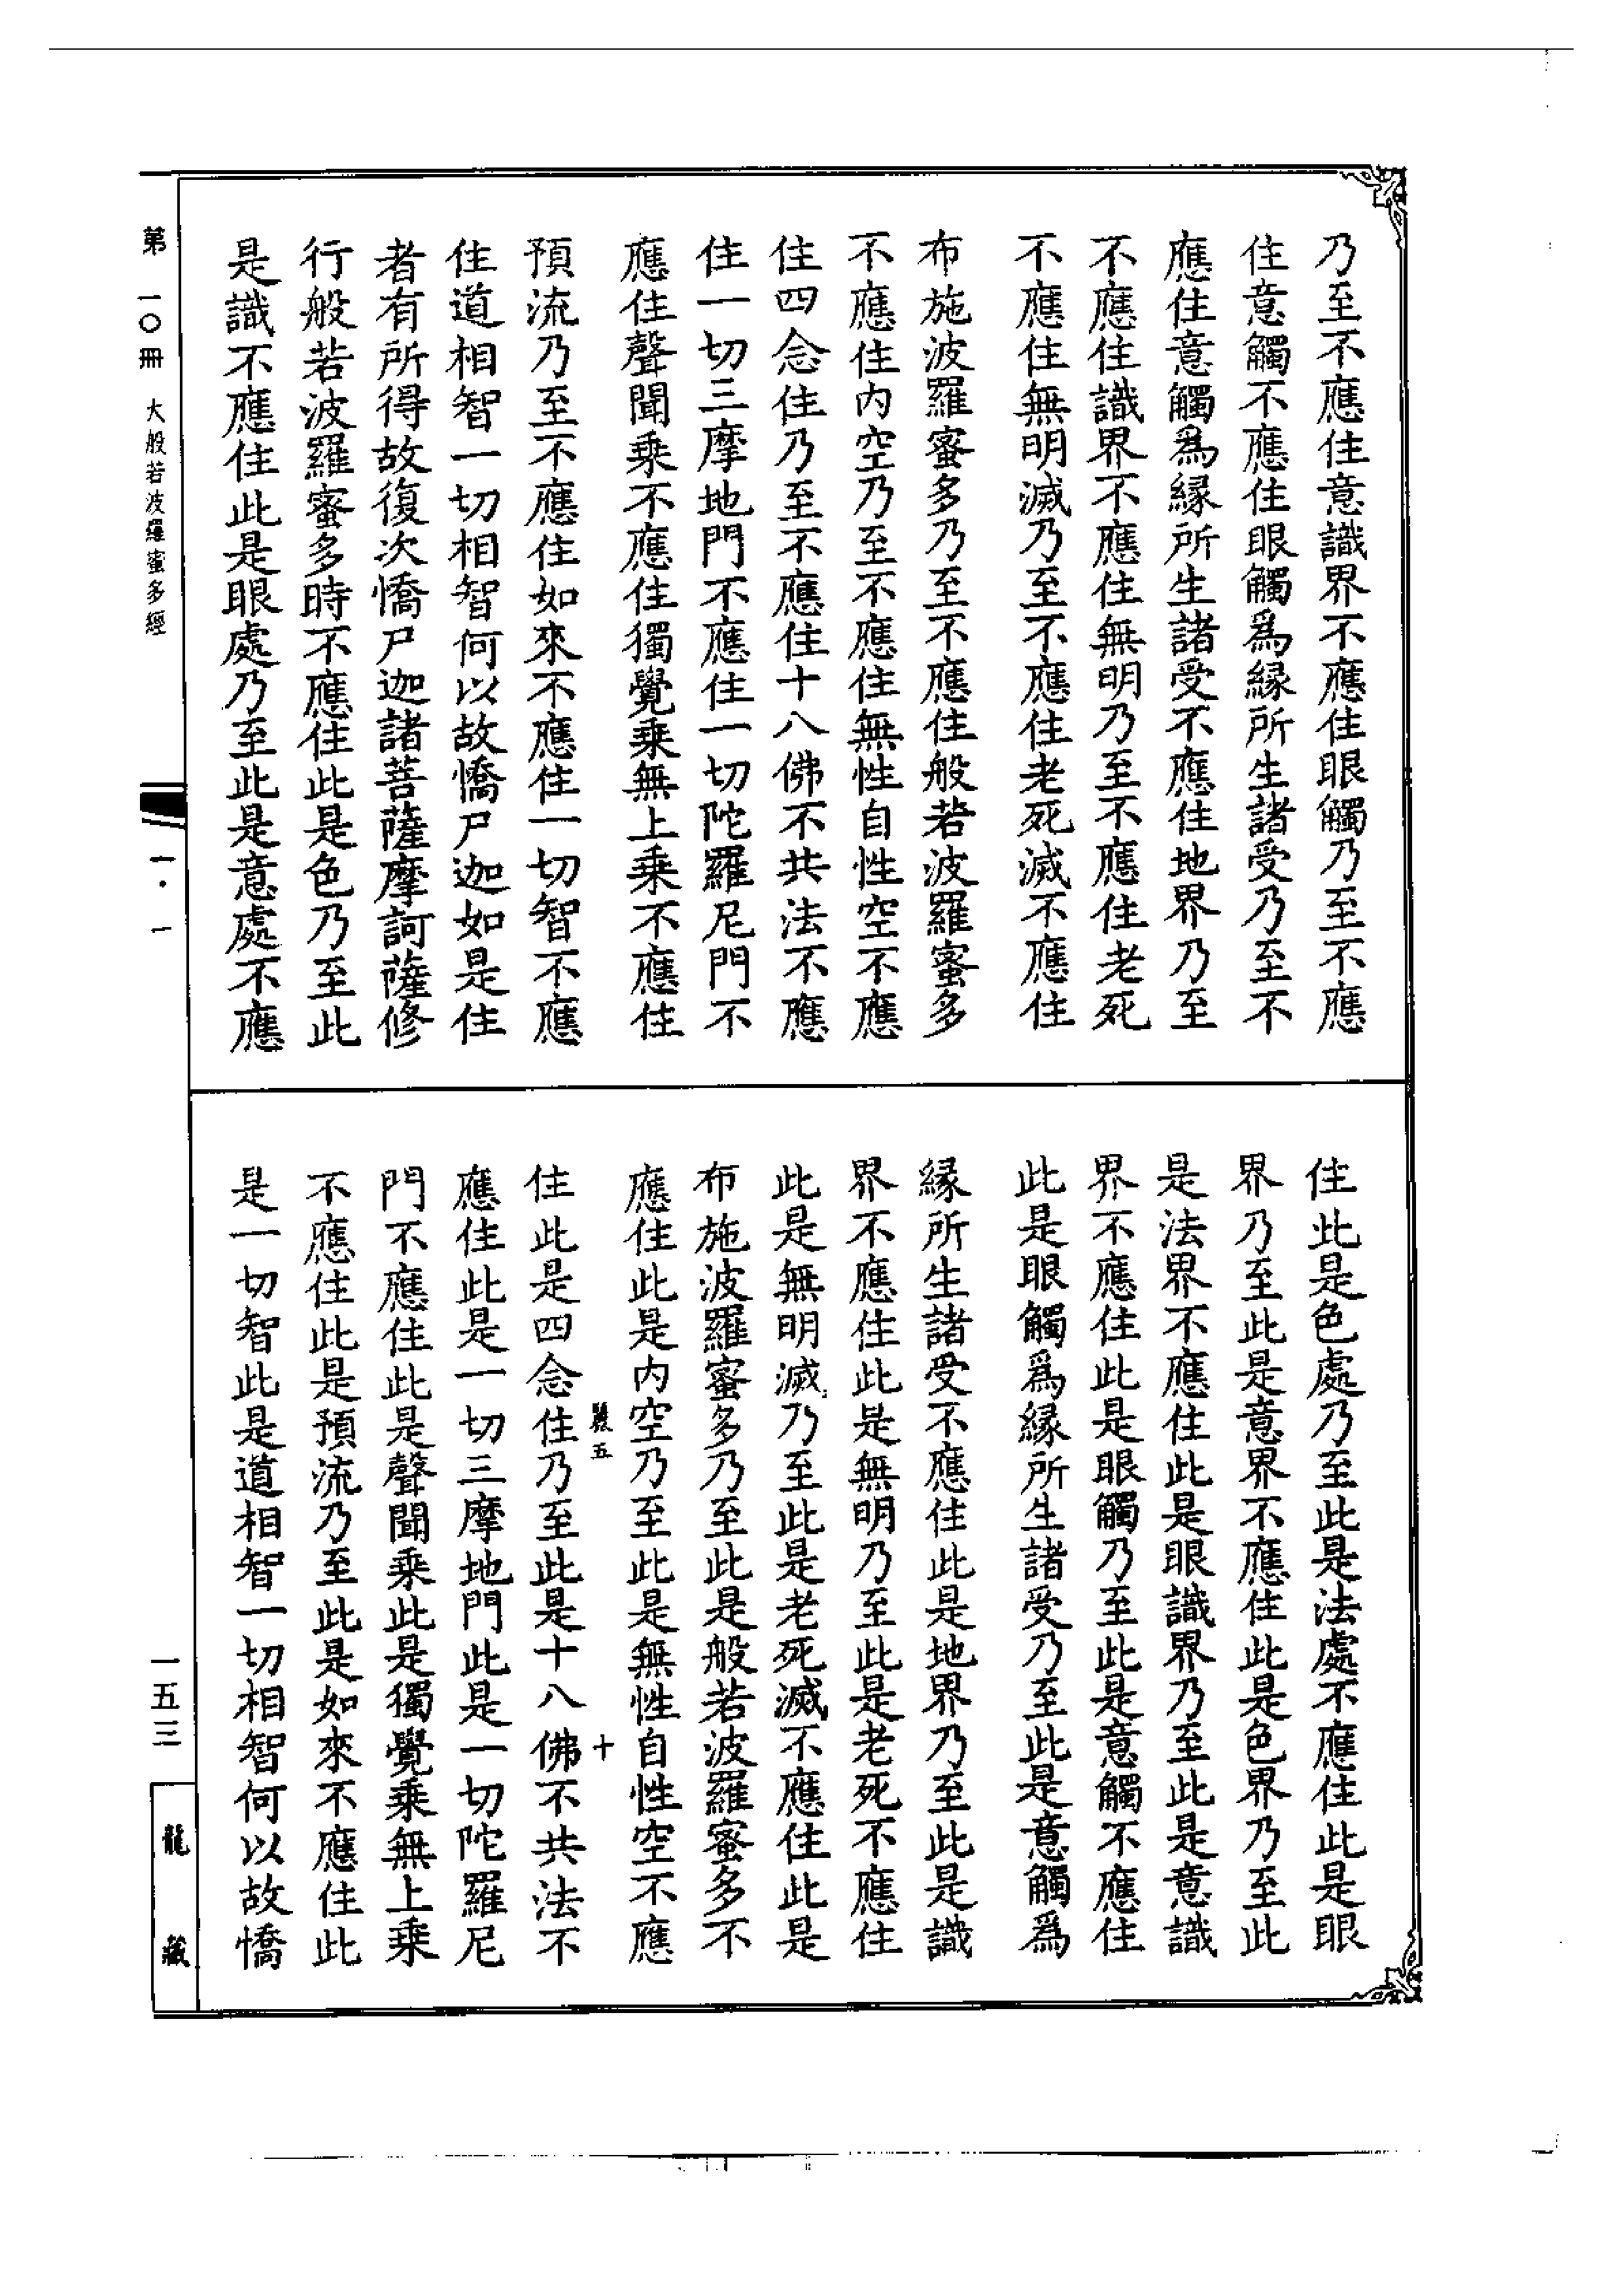 乃至不應住意識界不應住眼觸乃至不應
住意觸不應住眼觸爲緣所生諸受乃至不
應住意觸爲緣所生諸受不應住地界乃至
不應住識界不應住無明乃至不應住老死
不應住無明滅乃至不應住老死滅不應住
布施波羅蜜多乃至不應住般若波羅蜜多
不應住内空乃至不應住無性自性空不應
住四念住乃至不應住十八佛不共法不應
住一切三摩地門不應住一切陀羅尼門不
應住聲聞乗不應住獨覺乗無上乗不應住
預流乃至不應住如來不應住一切智不應
住道相智一切相智何以故憍尸迦如是住
者有所得故復次憍尸迦諸菩薩摩訶薩修
行般若波羅蜜多時不應住此是色乃至此
是識不應住此是眼處乃至此是意處不應
住此是色處乃至此是法處不應住此是眼
界乃至此是意界不應住此是色界乃至此
是法界不應住此是眼識界乃至此是意識
界不應住此是眼觸乃至此是意觸不應住
此是眼觸爲緣所生諸受乃至此是意觸爲
緣所生諸受不應住此是地界乃至此是識
界不應住此是無明乃至此是老死不應住
此是無明滅乃至此是老死滅不應住此是
布施波羅蜜多乃至此是般若波羅蜜多不
應住此是内空乃至此是無性自性空不應
五 十
住此是四念住乃至此是十八佛不共法不
應住此是一切三摩地門此是一切陀羅尼
門不應住此是聲聞乗此是獨覺乗無上乗
不應住此是預流乃至此是如來不應住此
是一切智此是道相智一切相智何以故憍
第一〇冊 大般若波羅蜜多經 一·一 一五三 龍藏